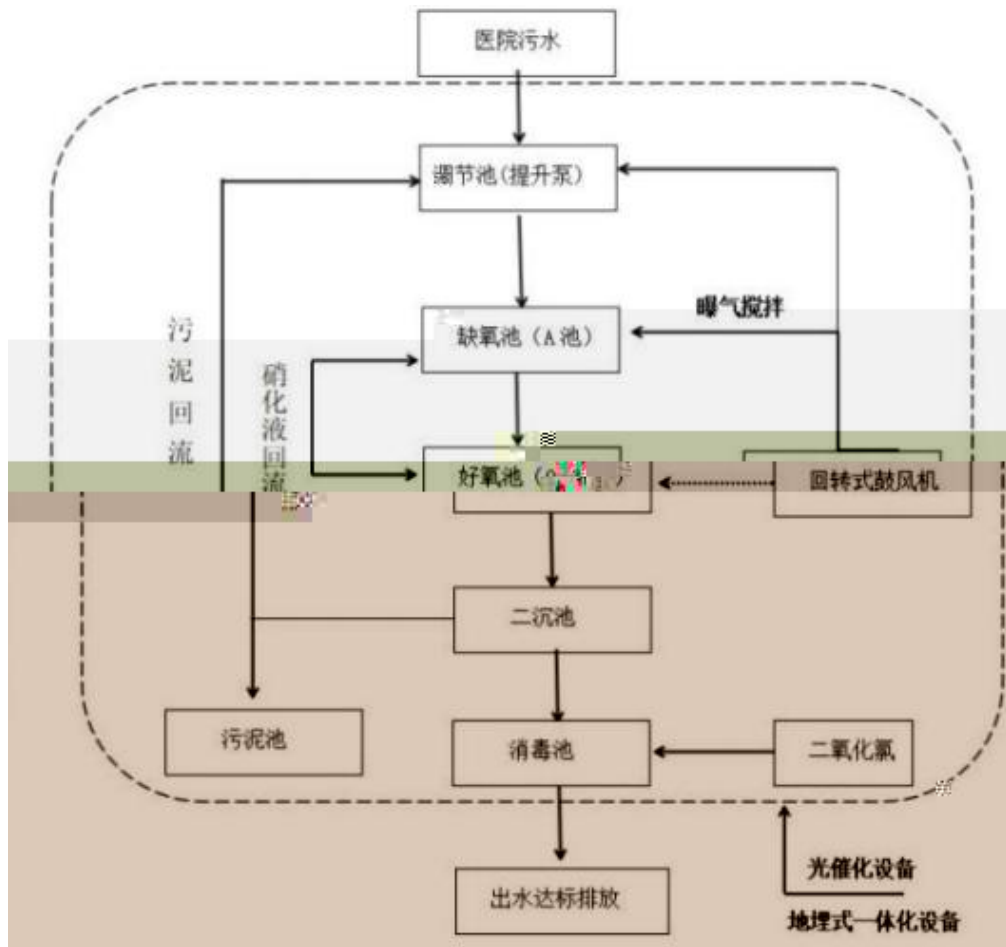 医院污水
调节池(提升泵)
曝气搅拌
缺氧池（A池）
污泥回流
硝化液回流
好氧池（
回转式鼓风机
二沉池
污泥池
消毒池
二氧化氯
光催化设备
出水达标排放
地埋式一体化设备